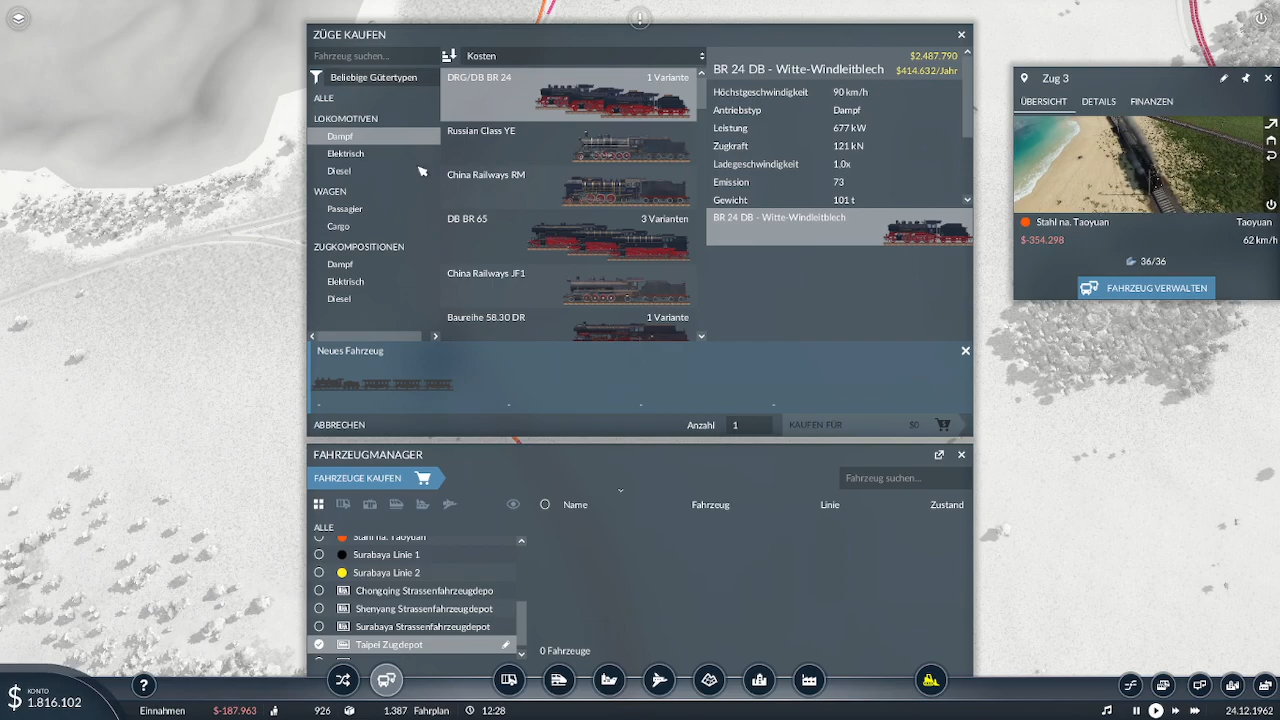 ZÜGE KAUFEN
Fahrzeug suchen...
Kosten
$2.487.790
BR 24 DB - Witte-Windleitblech
$414.632/Jahr
Beliebige Gütertypen
ALLE
LOKOMOTIVEN
Dampf
Elektrisch
Diesel
WAGEN
Passagier
Cargo
ZUGKOMPOSITIONEN
Dampf
Elektrisch
Diesel
DRG/DB BR 24
1 Variante
Russian Class YE
China Railways RM
DB BR 65
3 Varianten
China Railways JF1
Baureihe 58.30 DR
1 Variante
Höchstgeschwindigkeit 90 km/h
Antriebstyp Dampf
Leistung 677 kW
Zugkraft 121 kN
Ladegeschwindigkeit 1,0x
Emission 73
Gewicht 101 t
BR 24 DB - Witte-Windleitblech
Neues Fahrzeug
- - - -
ABBRECHEN
Anzahl 1
KAUFEN FÜR $0
Zug 3
ÜBERSICHT DETAILS FINANZEN
Stahl na. Taoyuan Taoyuan
$-354.298 62 km/h
36/36
FAHRZEUG VERWALTEN
FAHRZEUGMANAGER
FAHRZEUGE KAUFEN
Fahrzeug suchen...
Name Fahrzeug Linie Zustand
ALLE
Stahl na. Taoyuan
Surabaya Linie 1
Surabaya Linie 2
Chongqing Strassenfahrzeugdepo
Shenyang Strassenfahrzeugdepot
Surabaya Strassenfahrzeugdepot
Taipei Zugdepot
0 Fahrzeuge
$ KONTO
1.816.102
?
Einnahmen $-187.963 926 1.387 Fahrplan 12:28
24.12.1962